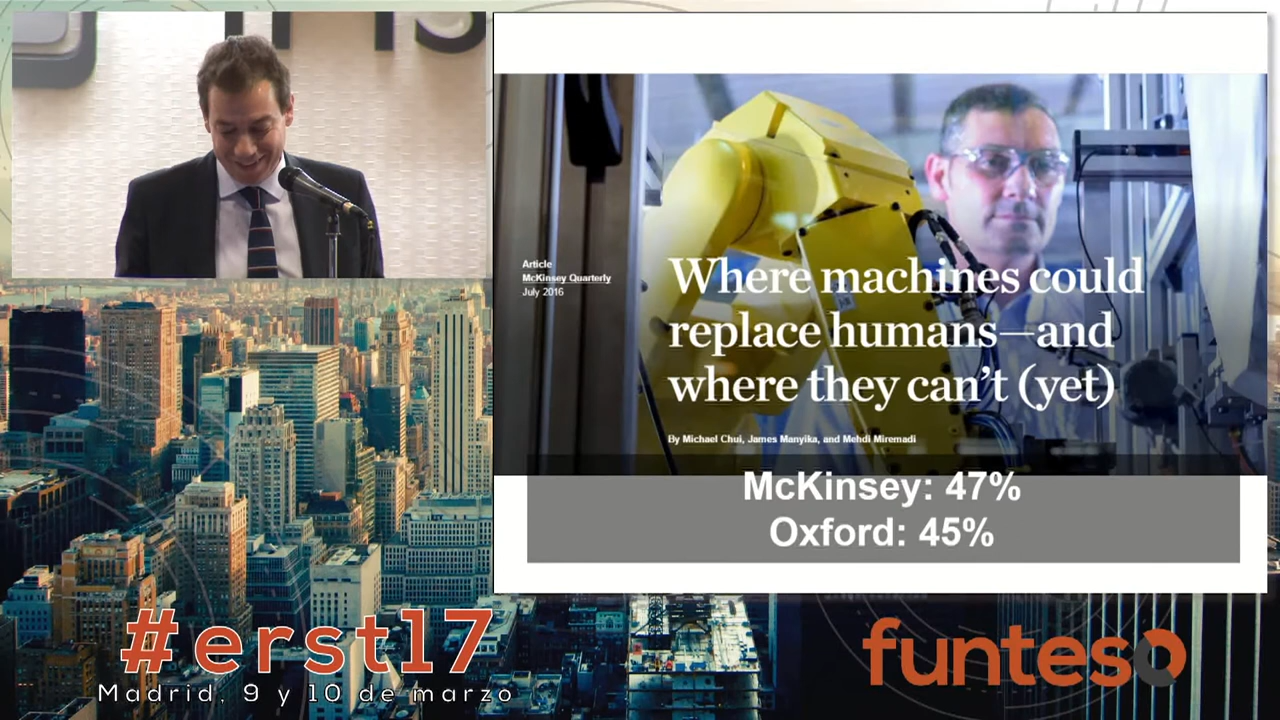 Article
McKinsey Quarterly
July 2016
Where machines could
replace humans—and
where they can't (yet)
By Michael Chui, James Manyika, and Mehdi Miremadi
McKinsey: 47%
Oxford: 45%
#erst17
Madrid, 9 y 10 de marzo
funteso